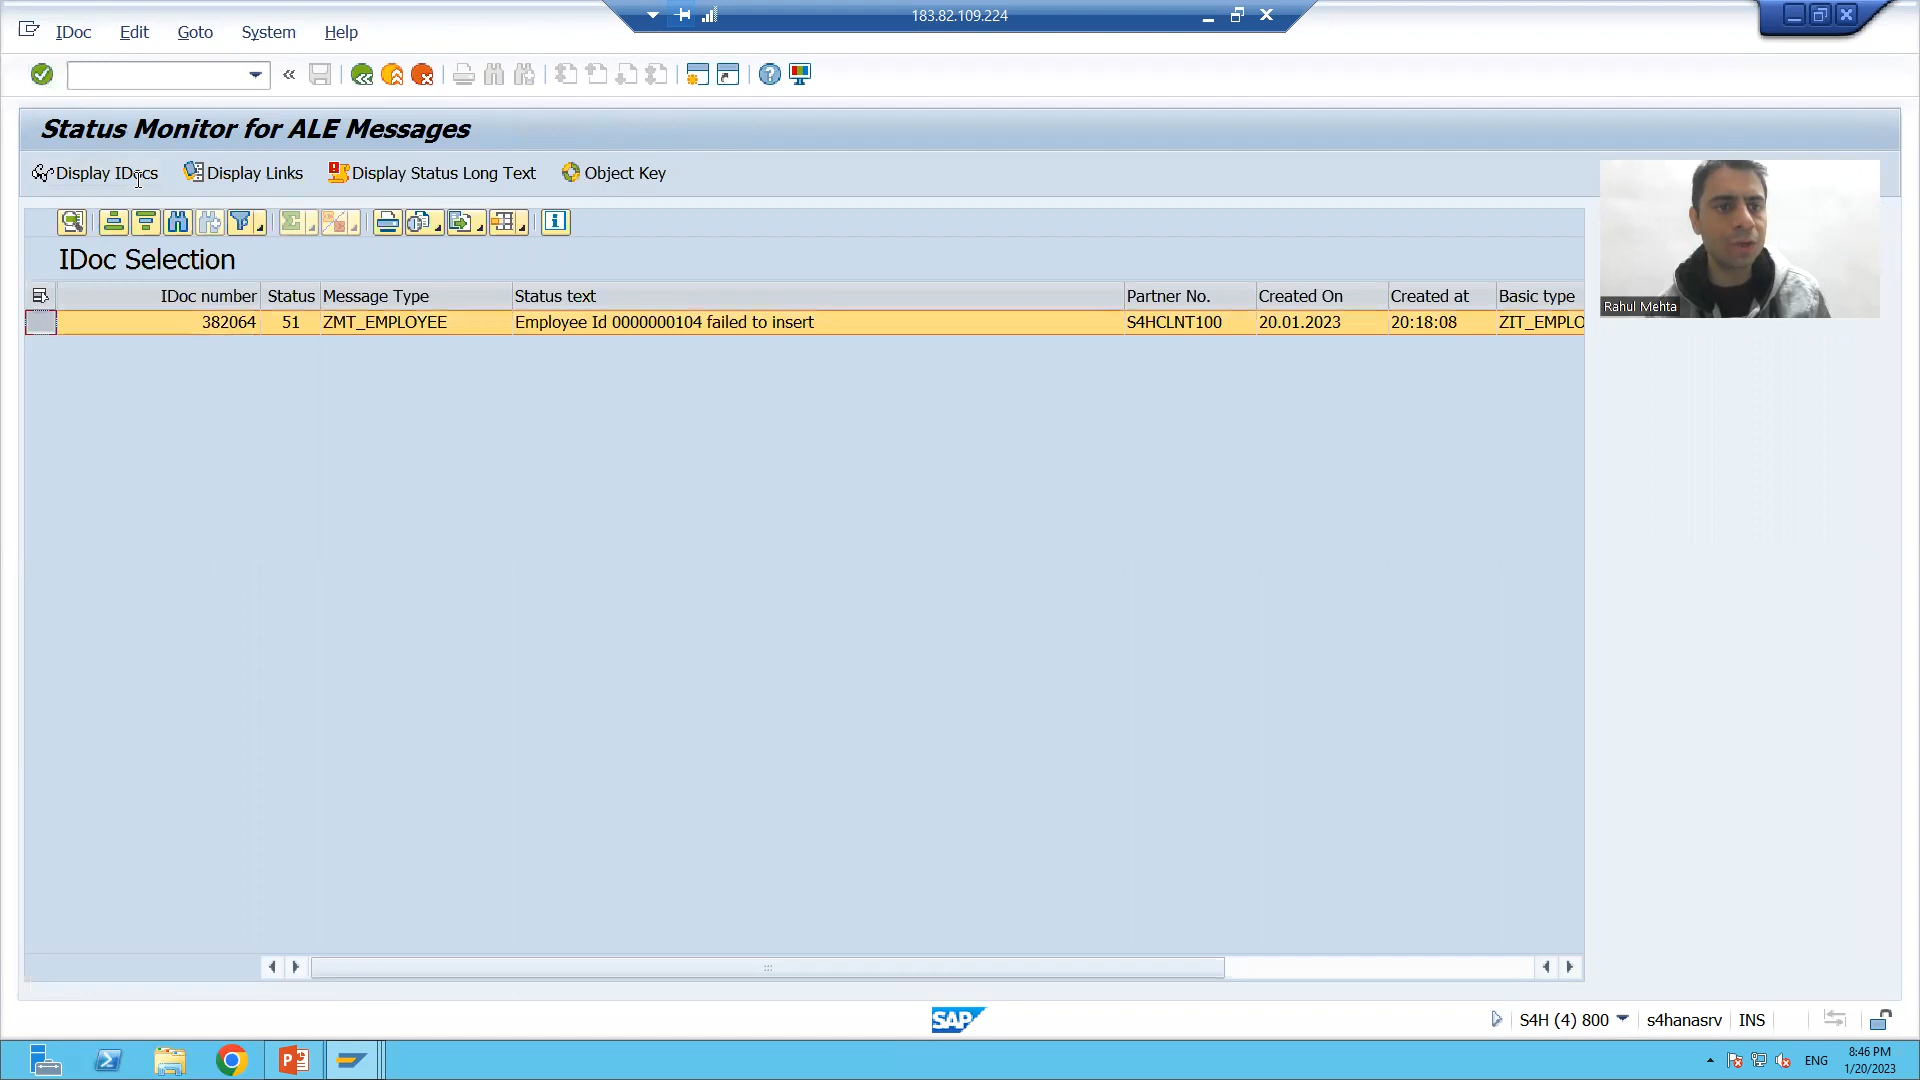 183.82.109.224
IDoc Edit Goto System Help
Status Monitor for ALE Messages
Display IDocs Display Links Display Status Long Text Object Key
IDoc Selection
IDoc number Status Message Type Status text Partner No. Created On Created at Basic type
382064 51 ZMT_EMPLOYEE Employee Id 0000000104 failed to insert S4HCLNT100 20.01.2023 20:18:08 ZIT_EMPLO
Rahul Mehta
SAP
S4H (4) 800 s4hanasrv INS
ENG
8:46 PM
1/20/2023